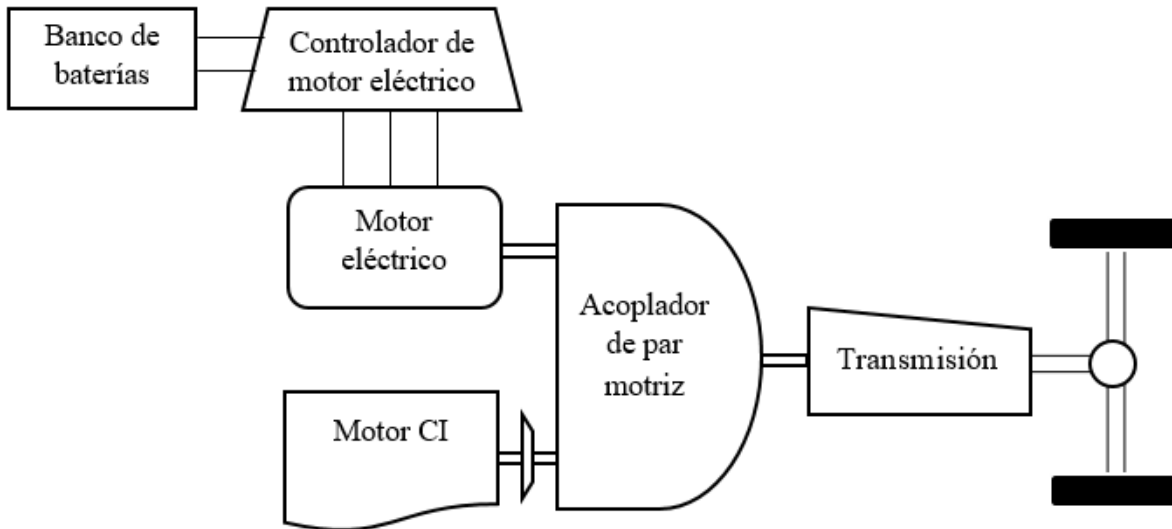 Banco de
baterías
Controlador de
motor eléctrico
Motor
eléctrico
Acoplador
de par
motriz
Transmisión
Motor CI